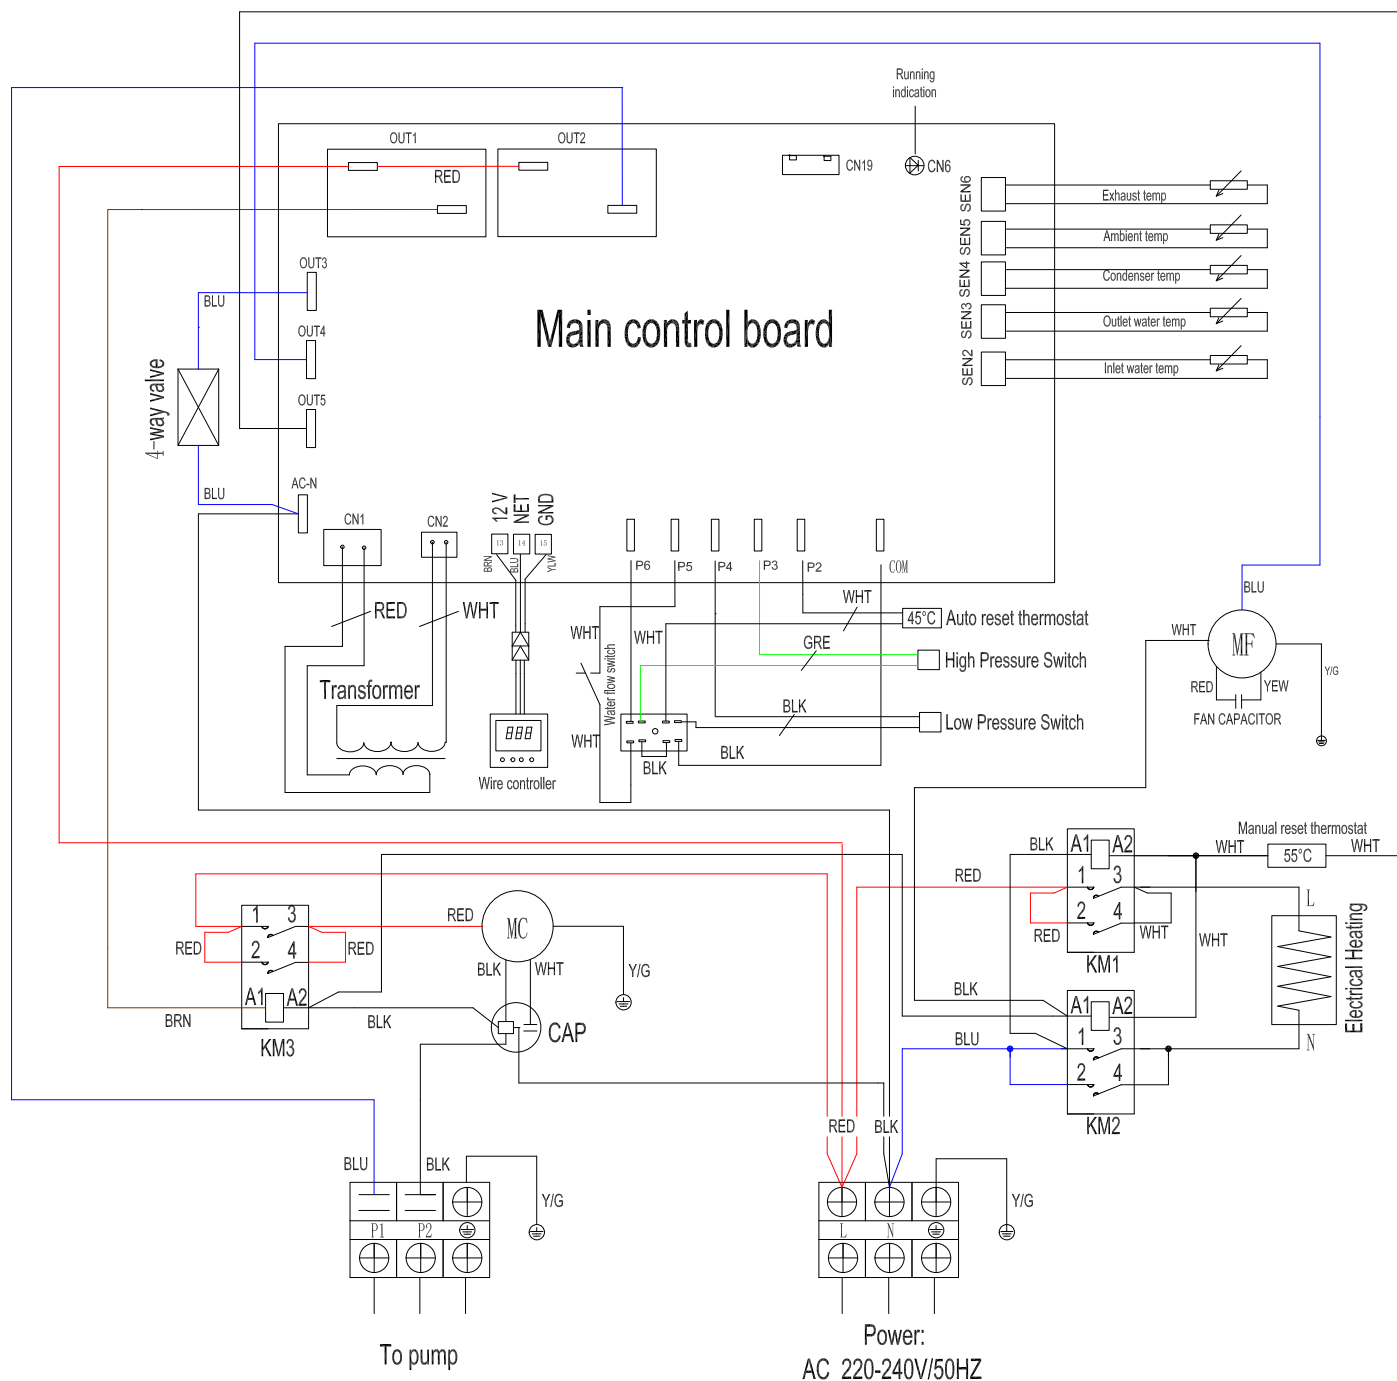 Running
indication
OUT1
OUT2
RED
CN19
CN6
SEN6
Exhaust temp
SEN5
Ambient temp
SEN4
Condenser temp
SEN3
Outlet water temp
SEN2
Inlet water temp
OUT3
BLU
OUT4
Main control board
4-way valve
OUT5
BLU
AC-N
CN1
CN2
12 V
NET
GND
13
14
15
BRN
BLU
YLW
P6
P5
P4
P3
P2
COM
RED
WHT
WHT
45°C
Auto reset thermostat
WHT
WHT
Water flow switch
GRE
High Pressure Switch
BLK
Low Pressure Switch
WHT
BLK
BLK
Transformer
888
Wire controller
BLU
WHT
MF
Y/G
RED
YEW
FAN CAPACITOR
Manual reset thermostat
BLK
A1
A2
WHT
55°C
WHT
RED
1
3
2
4
RED
WHT
KM1
L
WHT
Electrical Heating
N
BLK
A1
A2
BLU
1
3
2
4
KM2
1
3
RED
RED
2
4
A1
A2
BRN
BLK
KM3
RED
MC
BLK
WHT
Y/G
CAP
RED
BLK
BLU
BLK
Y/G
P1
P2
To pump
Y/G
L
N
Power:
AC 220-240V/50HZ